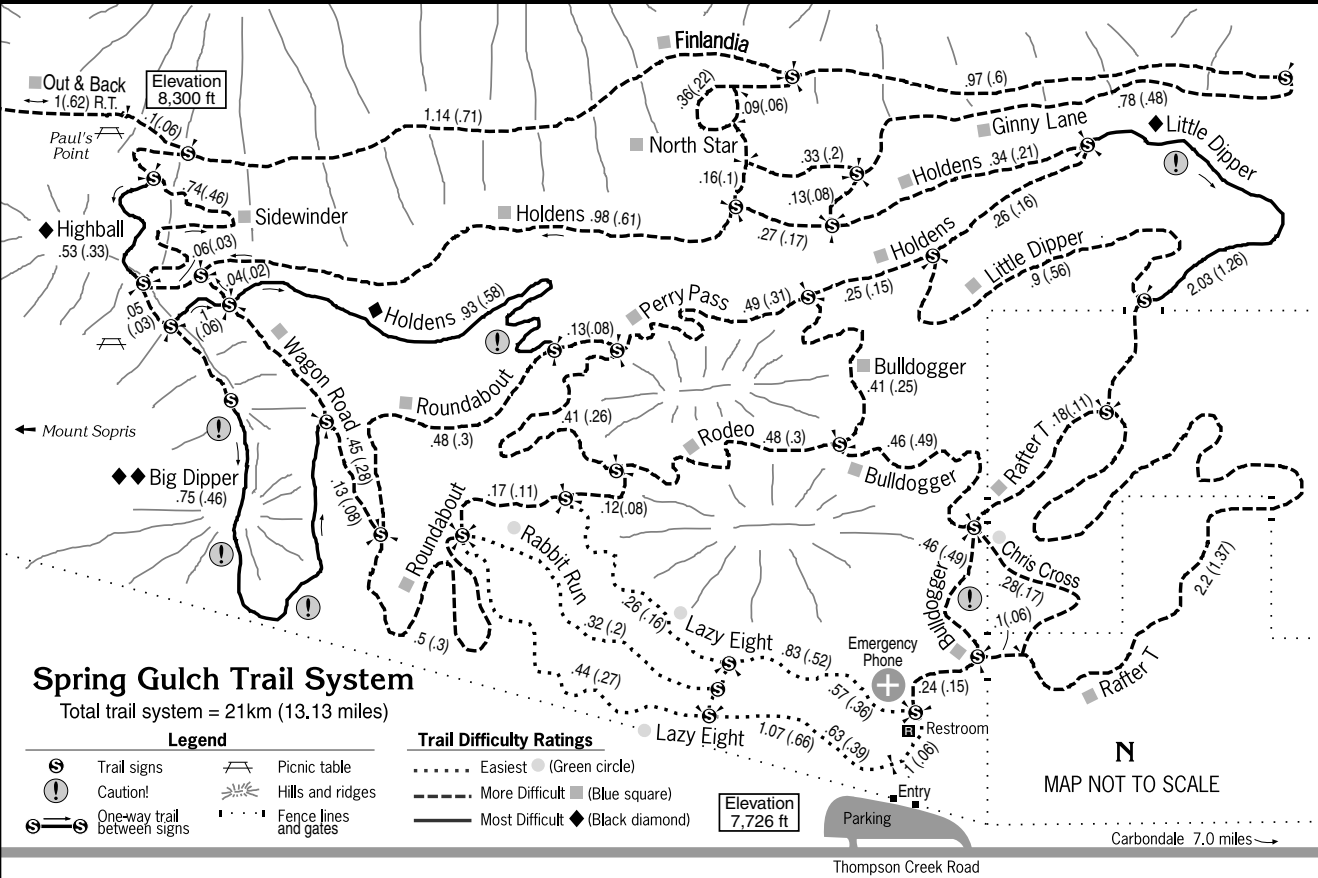 Finlandia
Out & Back
1(.62) R.T.
Elevation
8,300 ft
.1(.06)
Paul's
Point
1.14 (.71)
.36(.22)
.09(.06)
.97 (.6)
.78 (.48)
Ginny Lane
Little Dipper
North Star
.33 (.2)
Holdens .34 (.21)
.16(.1)
.13(.08)
.74(.46)
Sidewinder
Holdens .98 (.61)
.27 (.17)
.26 (.16)
Highball
.53 (.33)
.06(.03)
.04(.02)
Holdens
Little Dipper
.9 (.56)
2.03 (1.26)
.05
(.03)
.1
(.06)
Holdens .93 (.58)
Perry Pass
.49 (.31)
.25 (.15)
.13(.08)
Wagon Road
.45 (.28)
.13(.08)
Roundabout
.48 (.3)
.41 (.26)
Bulldogger
.41 (.25)
Mount Sopris
Rodeo
.48 (.3)
.46 (.49)
Bulldogger
Rafter T
.18(.11)
Big Dipper
.75 (.46)
.17 (.11)
.12(.08)
Roundabout
.5 (.3)
Rabbit Run
.32 (.2)
.26 (.16)
Lazy Eight
.83 (.52)
.46 (.49)
Bulldogger
Chris Cross
.28(.17)
.1(.06)
2.2 (1.37)
Rafter T
Emergency
Phone
.57 (.36)
.24 (.15)
.44 (.27)
Lazy Eight
1.07 (.66)
.63 (.39)
R
Restroom
.1 (.06)
Entry
Parking
Spring Gulch Trail System
Total trail system = 21km (13.13 miles)
Legend
S Trail signs
Picnic table
! Caution!
Hills and ridges
One-way trail
between signs
Fence lines
and gates
Trail Difficulty Ratings
Easiest (Green circle)
More Difficult (Blue square)
Most Difficult (Black diamond)
Elevation
7,726 ft
N
MAP NOT TO SCALE
Carbondale 7.0 miles
Thompson Creek Road